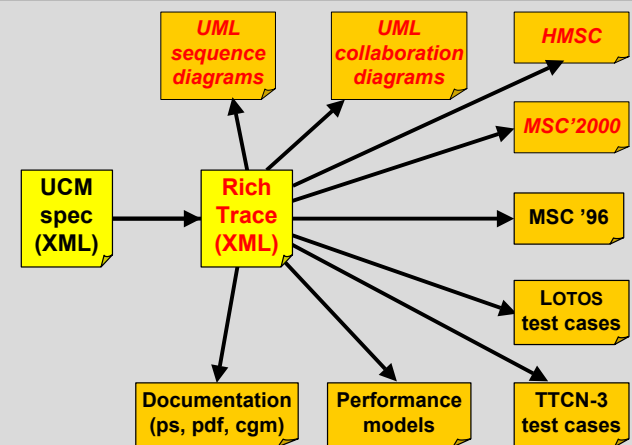 UML
sequence
diagrams
UML
collaboration
diagrams
HMSC
MSC'2000
UCM
spec
(XML)
Rich
Trace
(XML)
MSC '96
LOTOS
test cases
Documentation
(ps, pdf, cgm)
Performance
models
TTCN-3
test cases